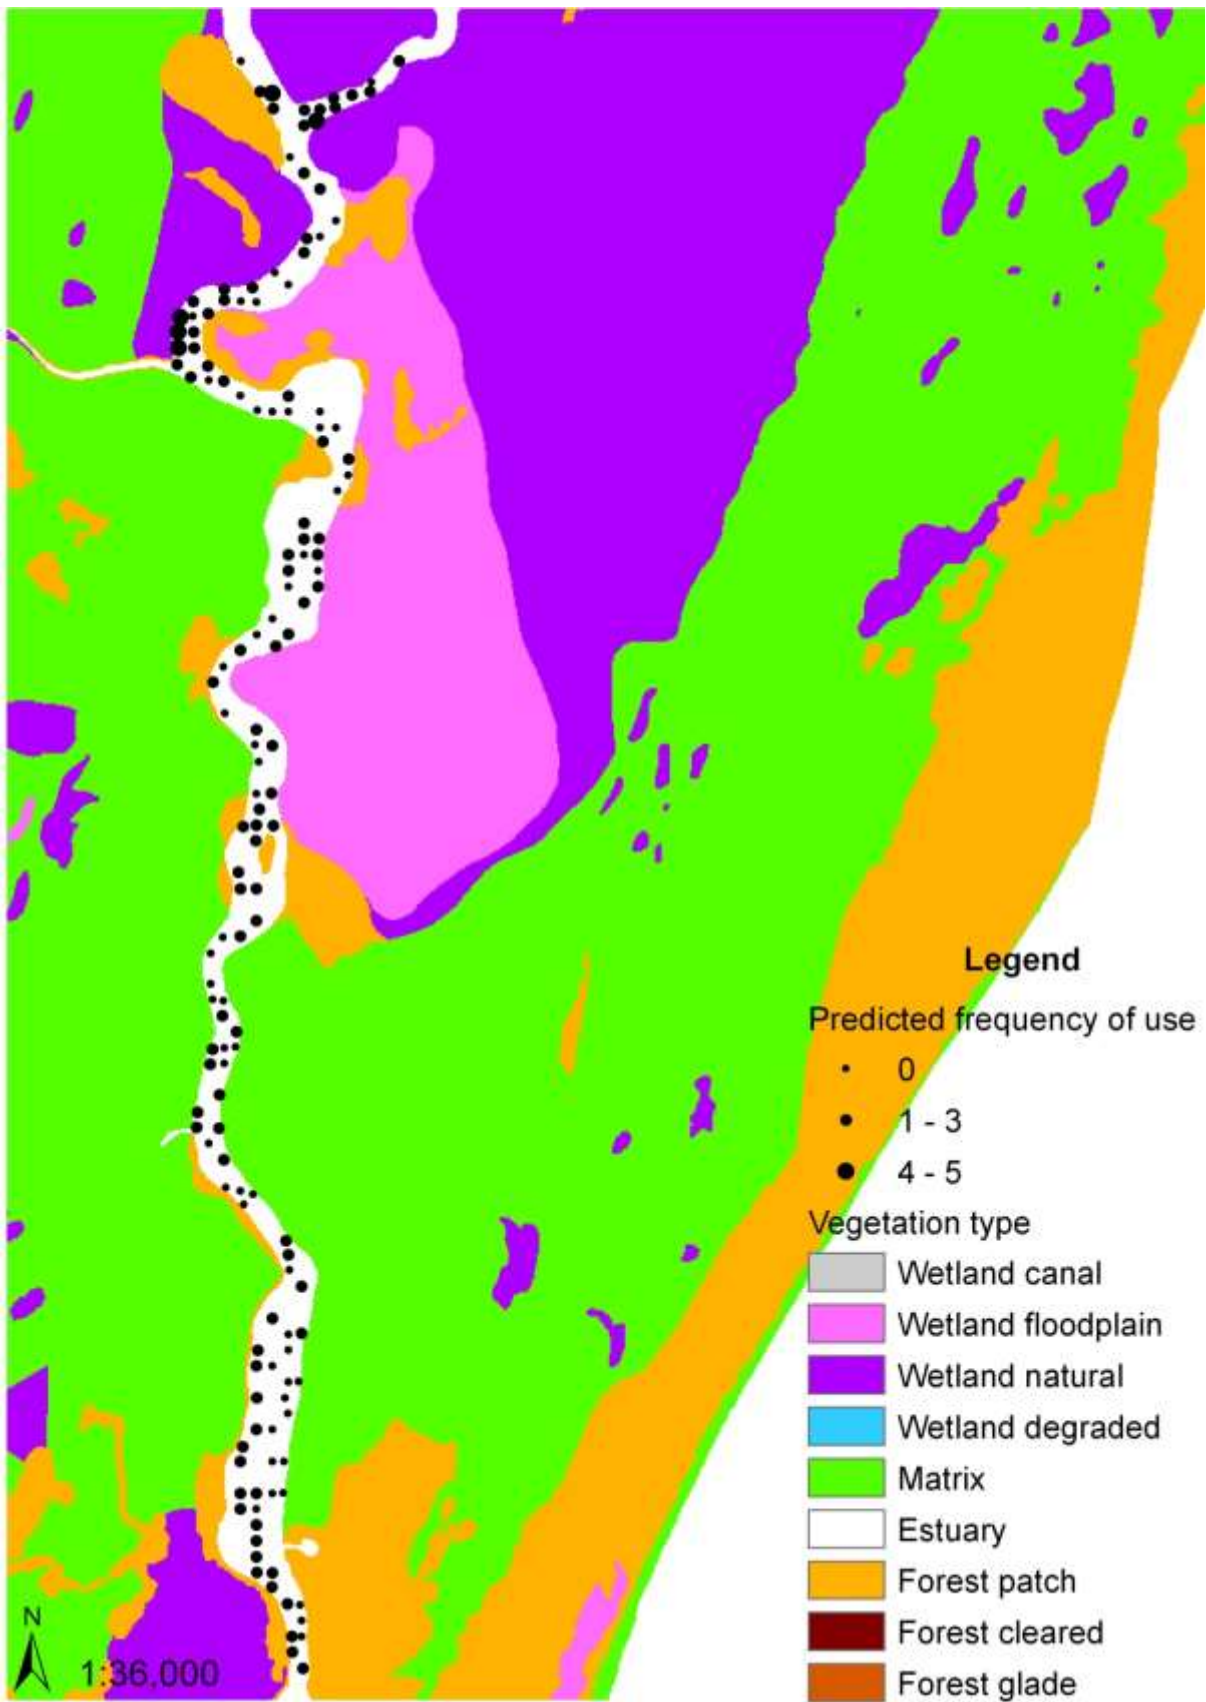 Legend
Predicted frequency of use
0
1 - 3
4 - 5
Vegetation type
Wetland canal
Wetland floodplain
Wetland natural
Wetland degraded
Matrix
Estuary
Forest patch
Forest cleared
Forest glade
N
1:36,000